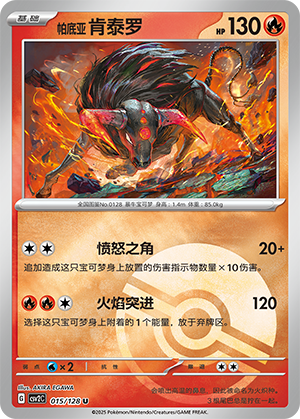 基础
帕底亚 肯泰罗
HP 130
全国图鉴No.0128 暴牛宝可梦 身高:1.4m 体重:85.0kg
愤怒之角 20+
追加造成这只宝可梦身上放置的伤害指示物数量×10伤害。
火焰突进 120
选择这只宝可梦身上附着的1个能量,放于弃牌区。
弱点 ×2 抗性 撤退
Illus. AKIRA EGAWA
G CSV2C 015/128 U
©2025 Pokémon/Nintendo/Creatures/GAME FREAK.